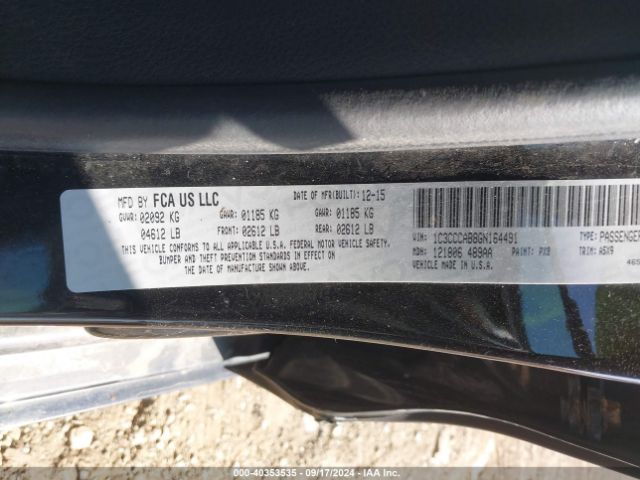 MFD BY FCA US LLC DATE OF MFR(BUILT): 12-15
GVWR: 02092 KG GAWR: 01185 KG GAWR: 01185 KG
04612 LB FRONT: 02612 LB REAR: 02612 LB
THIS VEHICLE CONFORMS TO ALL APPLICABLE U.S.A. FEDERAL MOTOR VEHICLE SAFETY,
BUMPER AND THEFT PREVENTION STANDARDS IN EFFECT ON
THE DATE OF MANUFACTURE SHOWN ABOVE.
VIN: 1C3CCCAB8GN164491 TYPE: PASSENGER
MDH: 121806 489AA PAINT: PX8 TRIM: A5X9
VEHICLE MADE IN U.S.A. 465
000-40353535 - 09/17/2024 - IAA Inc.